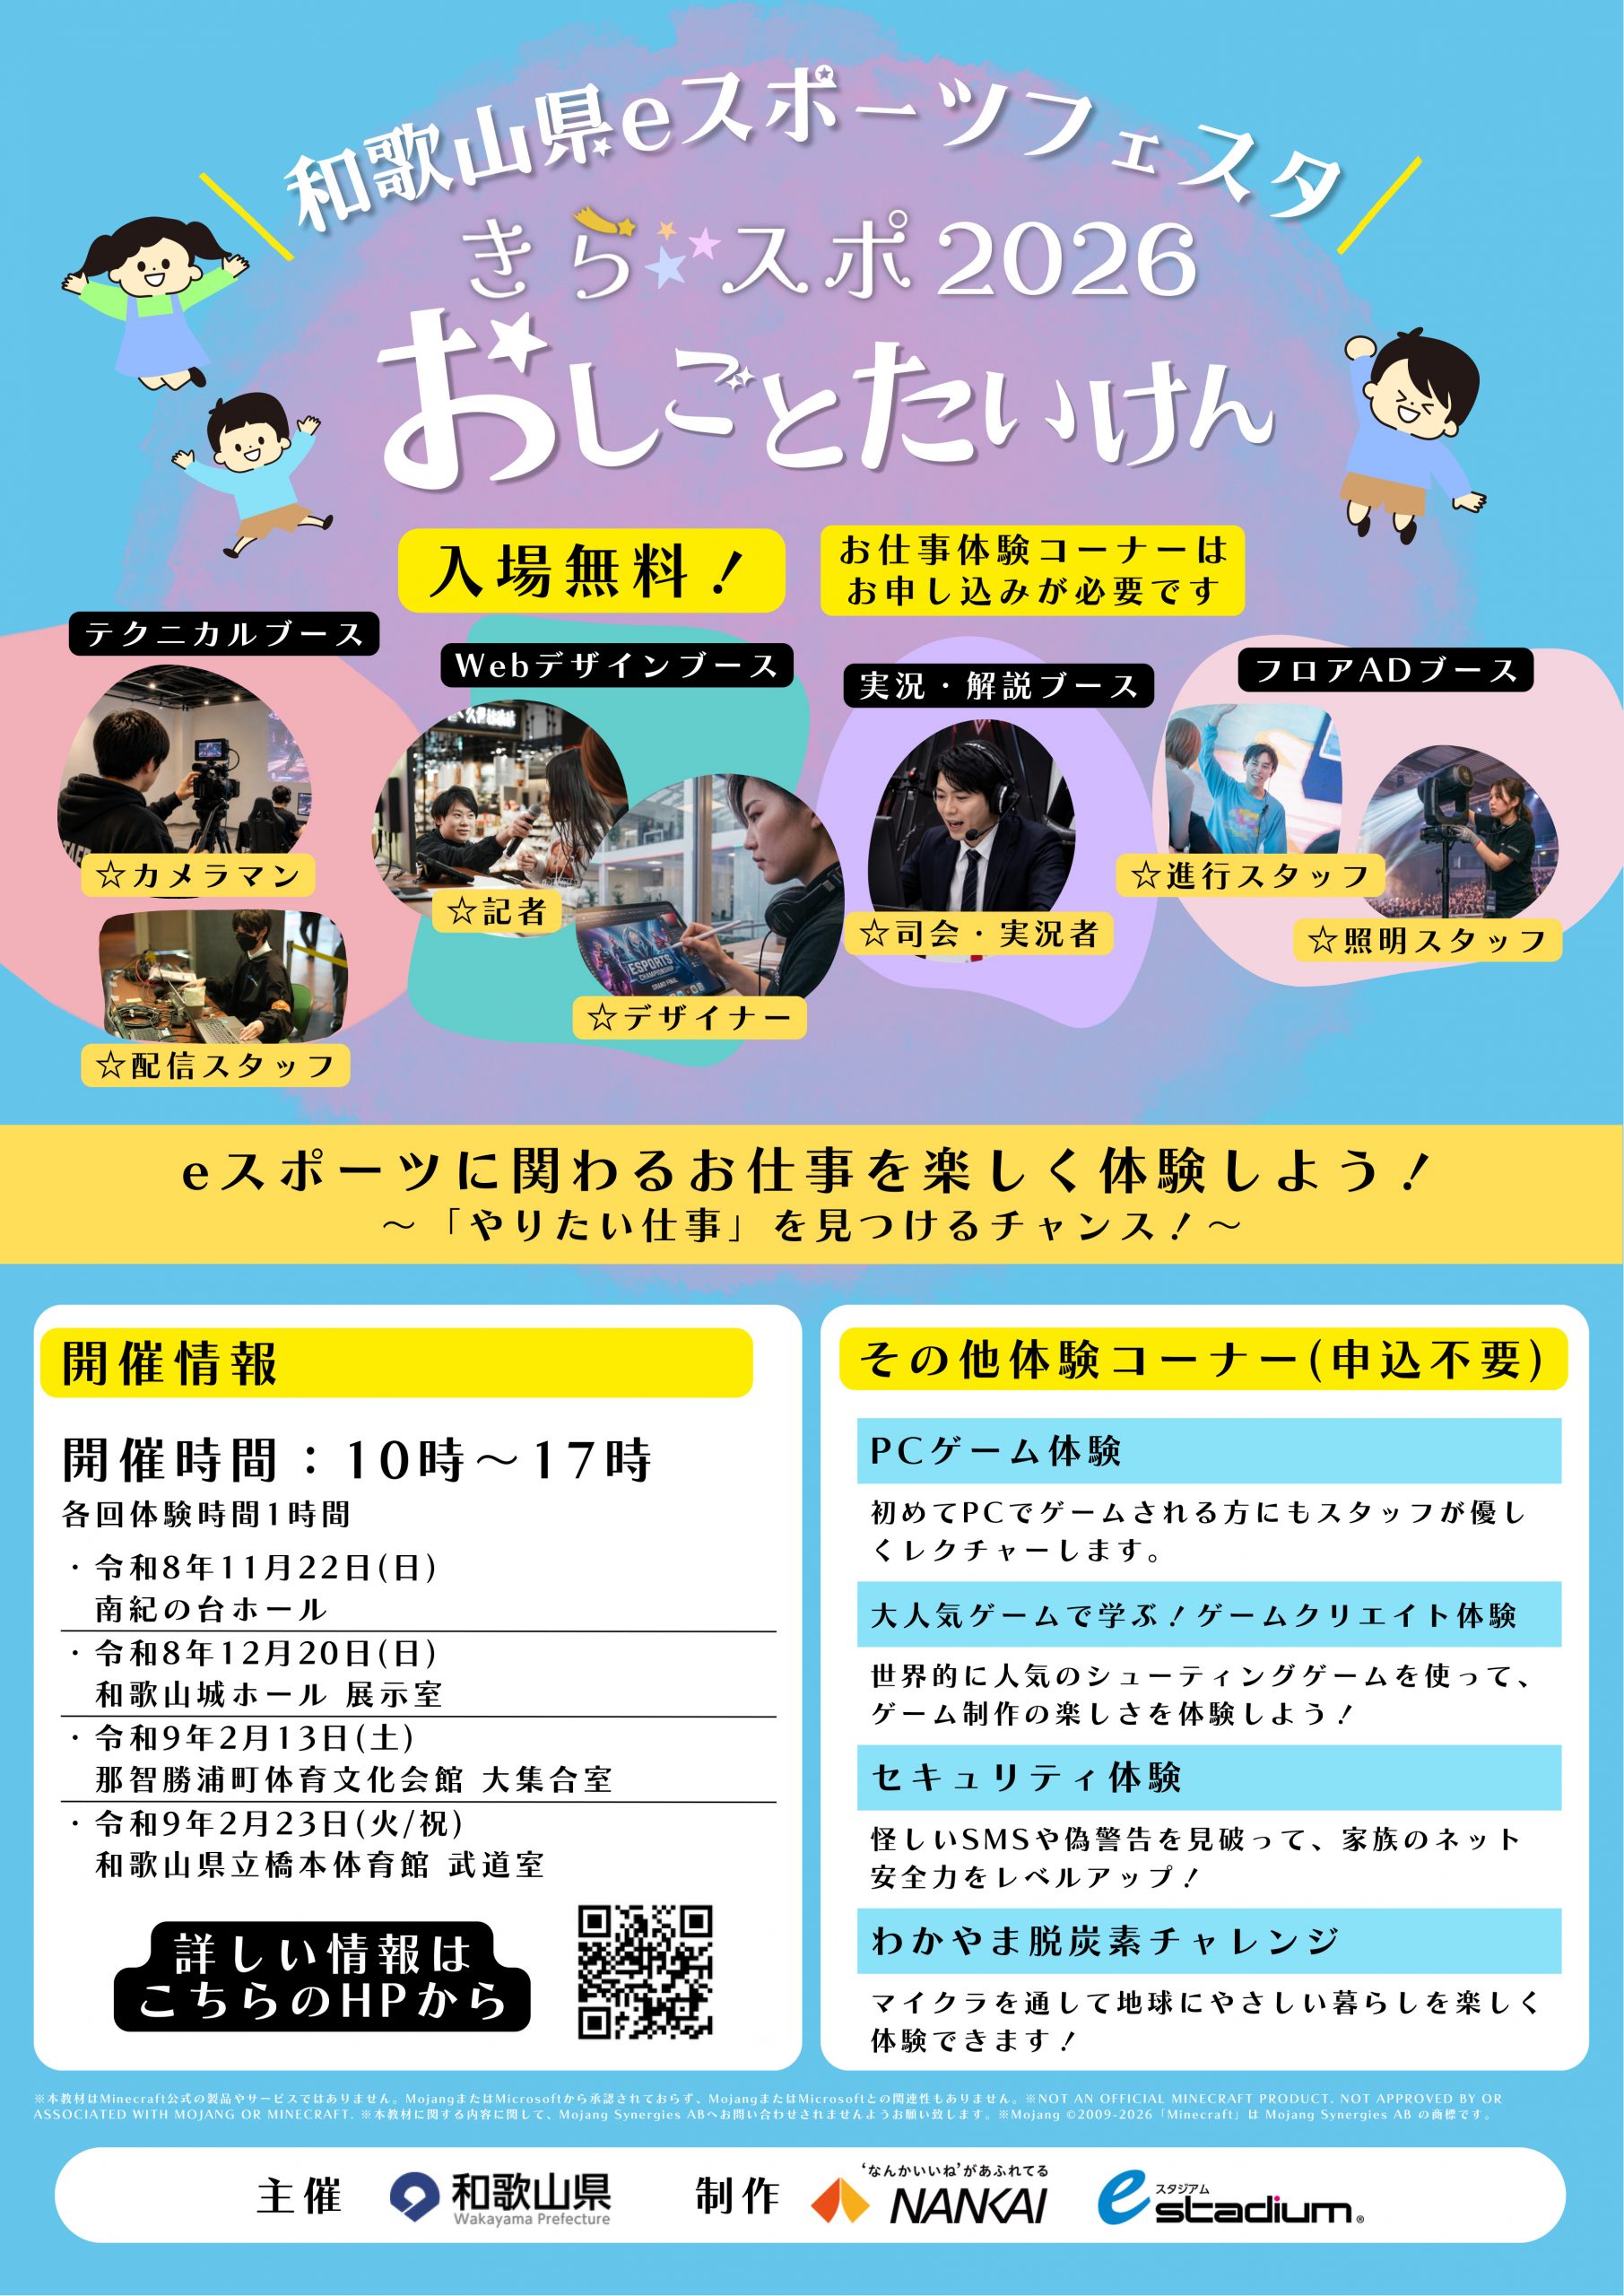 和歌山県eスポーツフェスタ
きらスポ2026
おしごとたいけん
入場無料！
お仕事体験コーナーは
お申し込みが必要です
テクニカルブース
☆カメラマン
☆配信スタッフ
Webデザインブース
☆記者
ESPORTS
CHAMPIONSHIP
GRAND FINAL
☆デザイナー
実況・解説ブース
☆司会・実況者
フロアADブース
☆進行スタッフ
☆照明スタッフ
eスポーツに関わるお仕事を楽しく体験しよう！
～「やりたい仕事」を見つけるチャンス！～
開催情報
開催時間：10時～17時
各回体験時間1時間
・令和8年11月22日(日)
南紀の台ホール
・令和8年12月20日(日)
和歌山城ホール 展示室
・令和9年2月13日(土)
那智勝浦町体育文化会館 大集合室
・令和9年2月23日(火/祝)
和歌山県立橋本体育館 武道室
詳しい情報は
こちらのHPから
その他体験コーナー(申込不要)
PCゲーム体験
初めてPCでゲームされる方にもスタッフが優し
くレクチャーします。
大人気ゲームで学ぶ！ゲームクリエイト体験
世界的に人気のシューティングゲームを使って、
ゲーム制作の楽しさを体験しよう！
セキュリティ体験
怪しいSMSや偽警告を見破って、家族のネット
安全力をレベルアップ！
わかやま脱炭素チャレンジ
マイクラを通して地球にやさしい暮らしを楽しく
体験できます！
※本教材はMinecraft公式の製品やサービスではありません。MojangまたはMicrosoftから承認されておらず、MojangまたはMicrosoftとの関連性もありません。※NOT AN OFFICIAL MINECRAFT PRODUCT. NOT APPROVED BY OR
ASSOCIATED WITH MOJANG OR MINECRAFT. ※本教材に関する内容に関して、Mojang Synergies ABへお問い合わせされませんようお願い致します。※Mojang ©2009-2026「Minecraft」は Mojang Synergies AB の商標です。
主催
和歌山県
Wakayama Prefecture
制作
‘なんかいいね’があふれてる
NANKAI
スタジアム
e stadium®